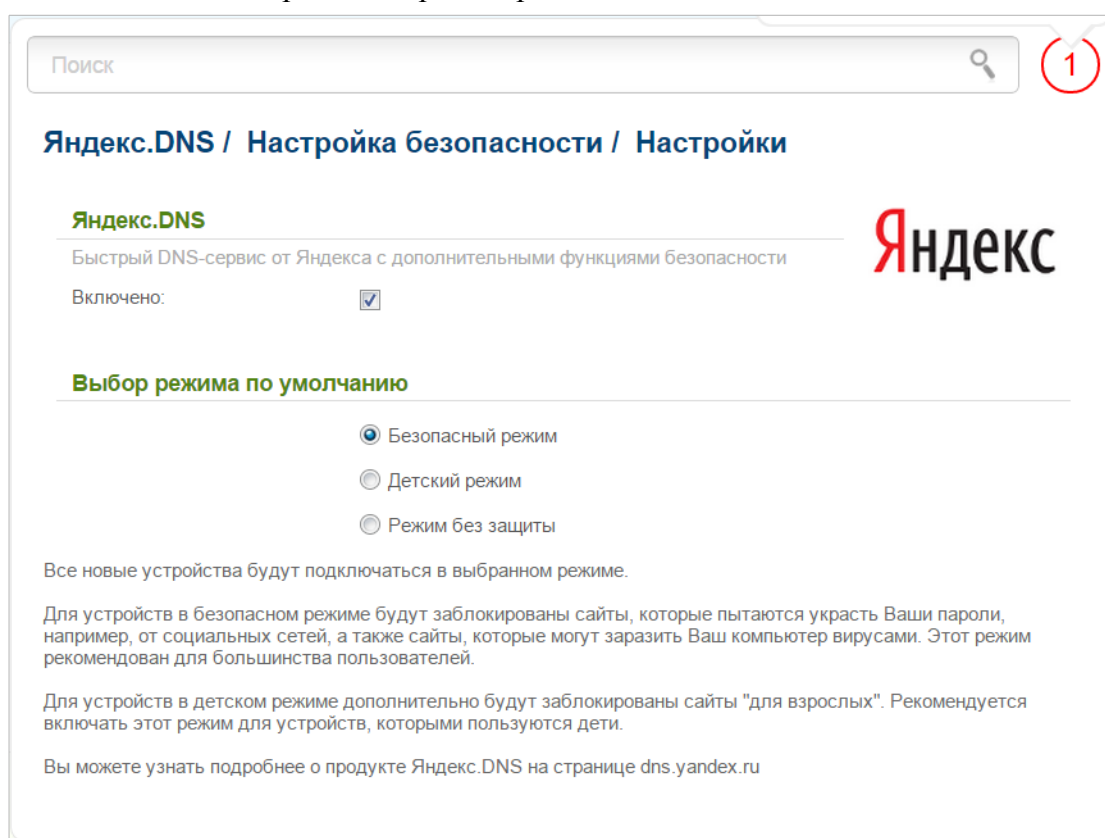 Поиск
1
Яндекс.DNS / Настройка безопасности / Настройки
Яндекс.DNS
Яндекс
Быстрый DNS-сервис от Яндекса с дополнительными функциями безопасности
Включено:
Выбор режима по умолчанию
Безопасный режим
Детский режим
Режим без защиты
Все новые устройства будут подключаться в выбранном режиме.
Для устройств в безопасном режиме будут заблокированы сайты, которые пытаются украсть Ваши пароли,
например, от социальных сетей, а также сайты, которые могут заразить Ваш компьютер вирусами. Этот режим
рекомендован для большинства пользователей.
Для устройств в детском режиме дополнительно будут заблокированы сайты "для взрослых". Рекомендуется
включать этот режим для устройств, которыми пользуются дети.
Вы можете узнать подробнее о продукте Яндекс.DNS на странице dns.yandex.ru